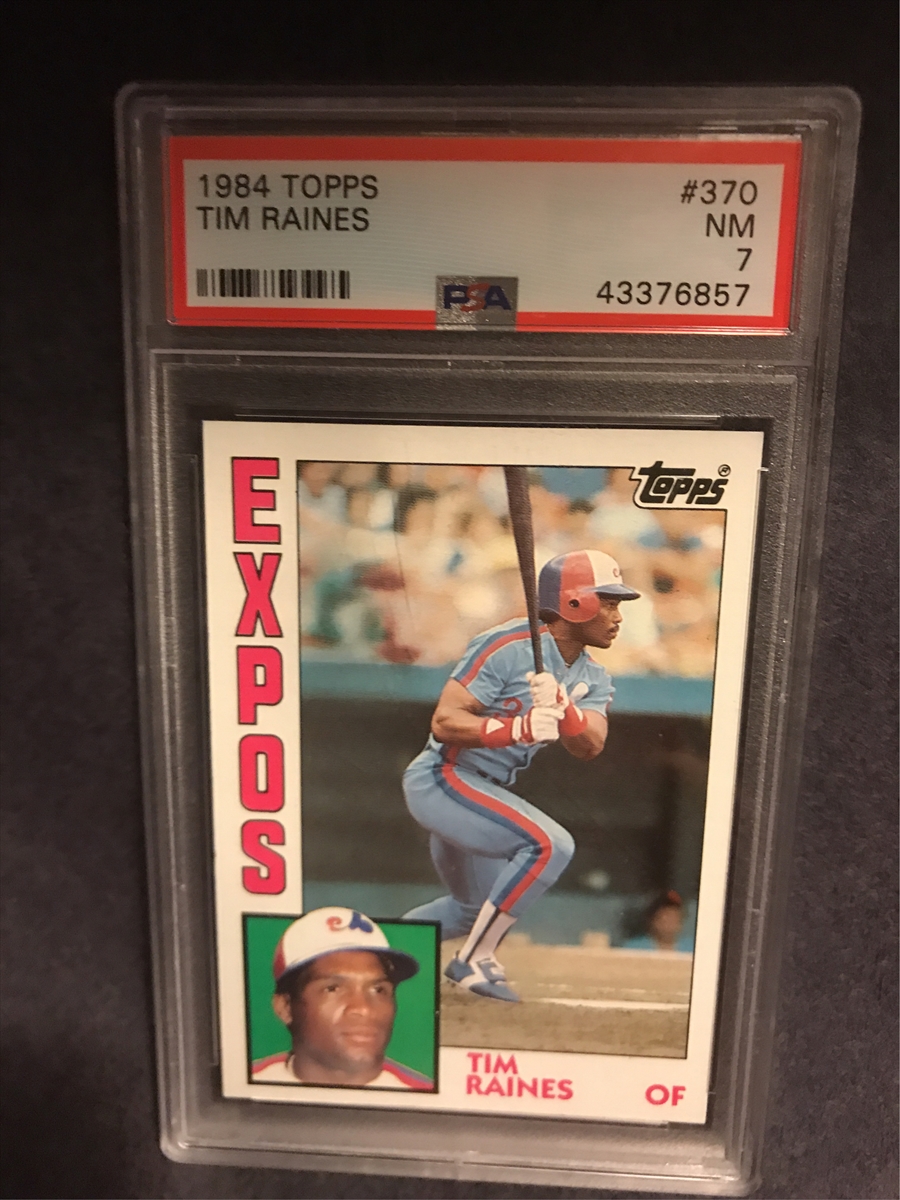 1984 TOPPS
TIM RAINES
#370
NM
7
43376857
PSA
EXPOS
Topps®
TIM
RAINES
OF